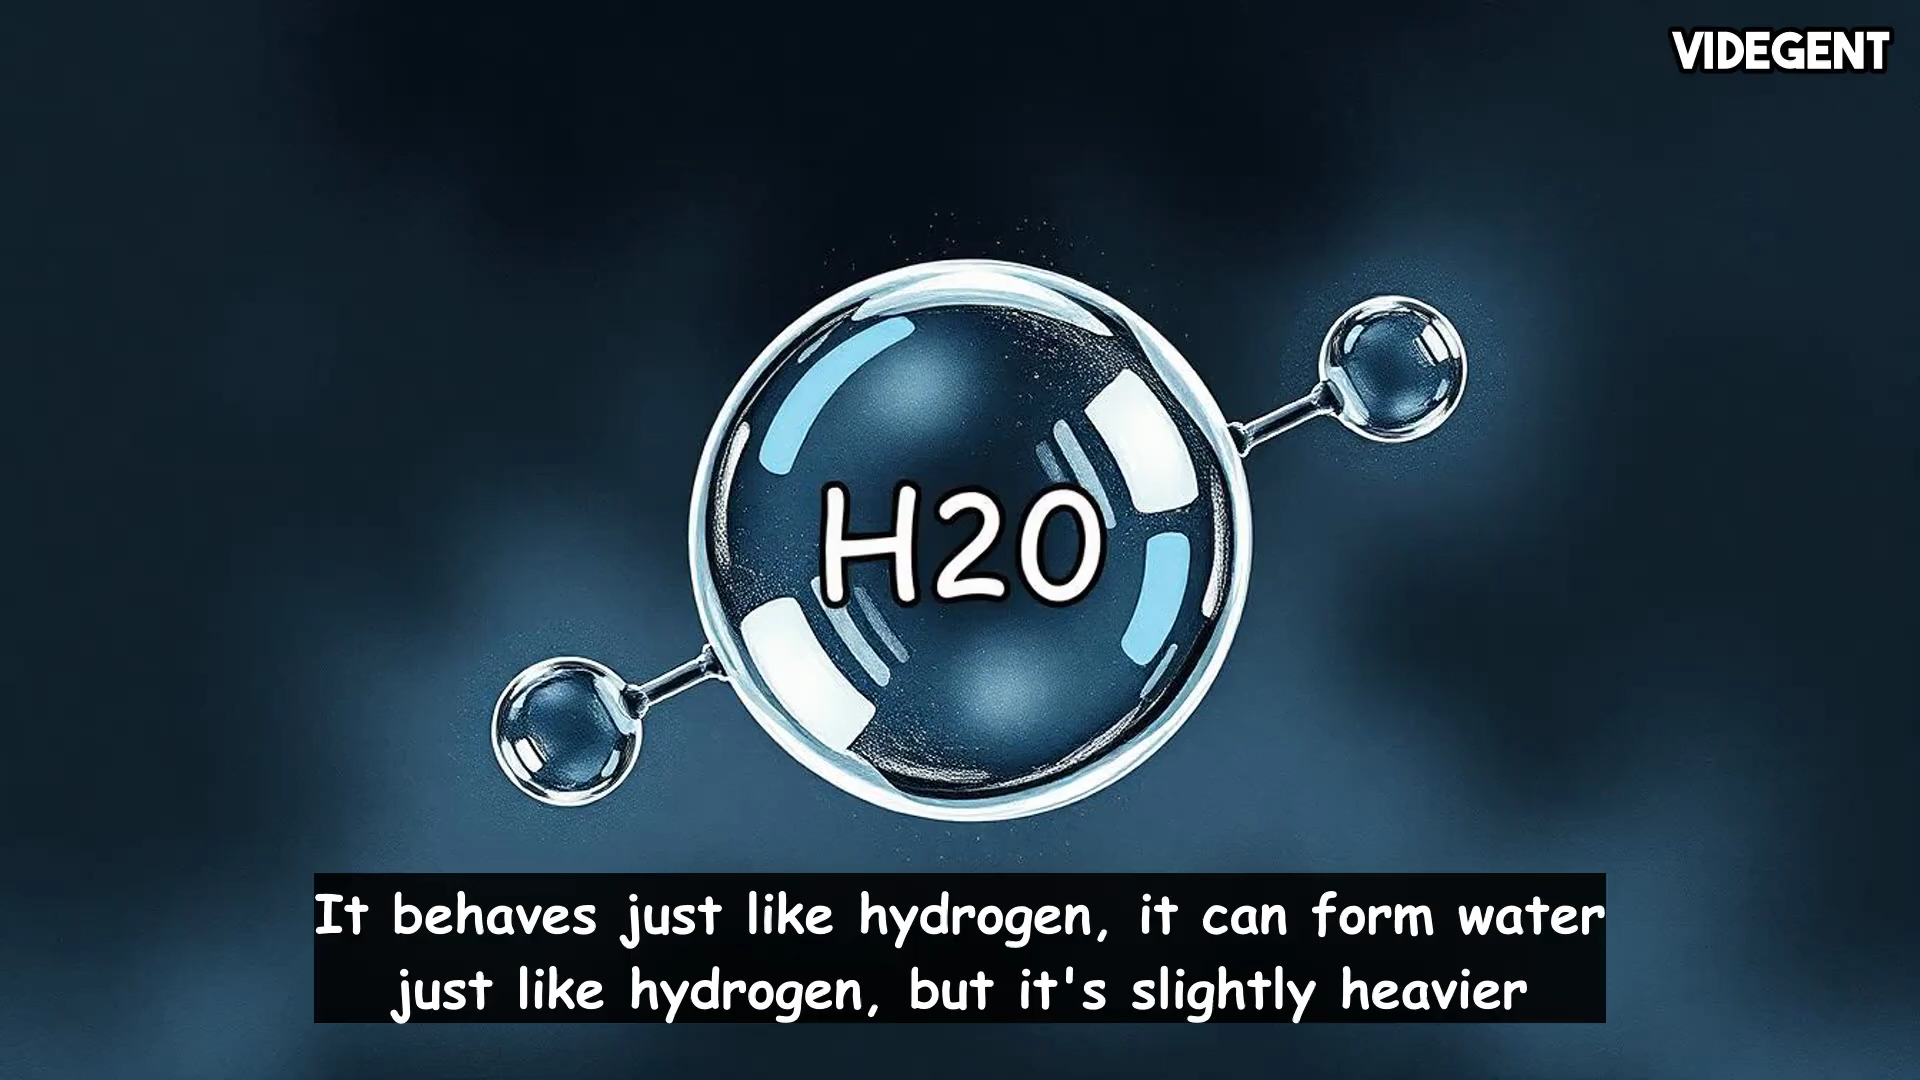 VIDEGENT
H20
It behaves just like hydrogen, it can form water
just like hydrogen, but it's slightly heavier